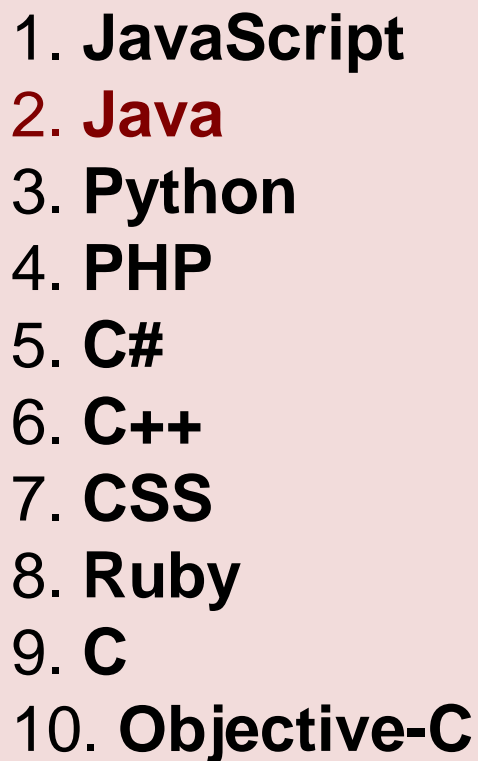 1. JavaScript
2. Java
3. Python
4. PHP
5. C#
6. C++
7. CSS
8. Ruby
9. C
10. Objective-C